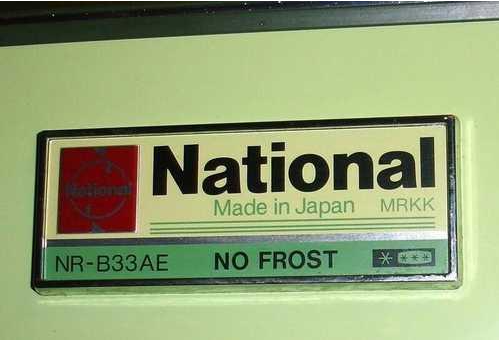 National
National
Made in Japan MRKK
NR-B33AE NO FROST * ***